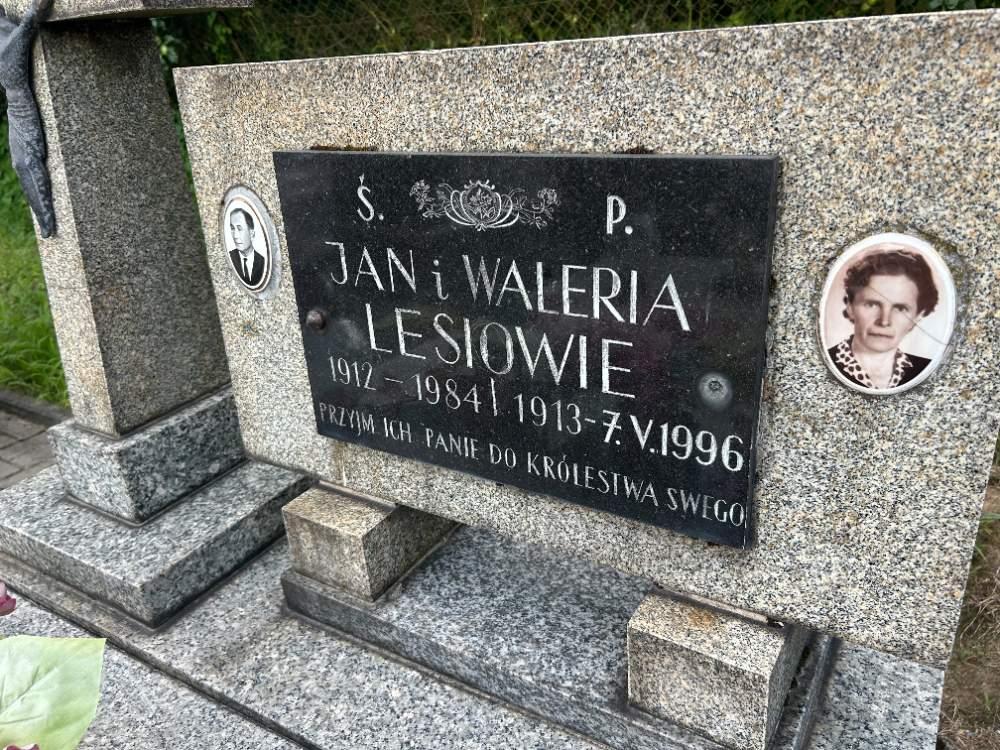 Ś. P.
JAN i WALERIA
LESIOWIE
1912 – 1984 | 1913 - 7.V.1996
PRZYJM ICH PANIE DO KRÓLESTWA SWEGO